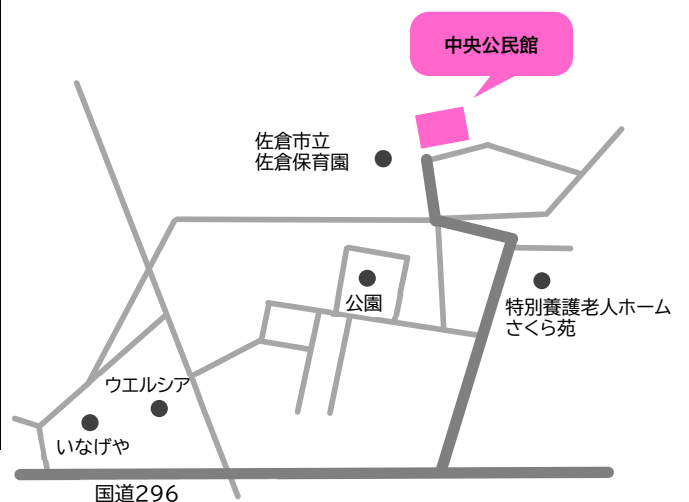 中央公民館
佐倉市立
佐倉保育園
公園
特別養護老人ホーム
さくら苑
ウエルシア
いなげや
国道296